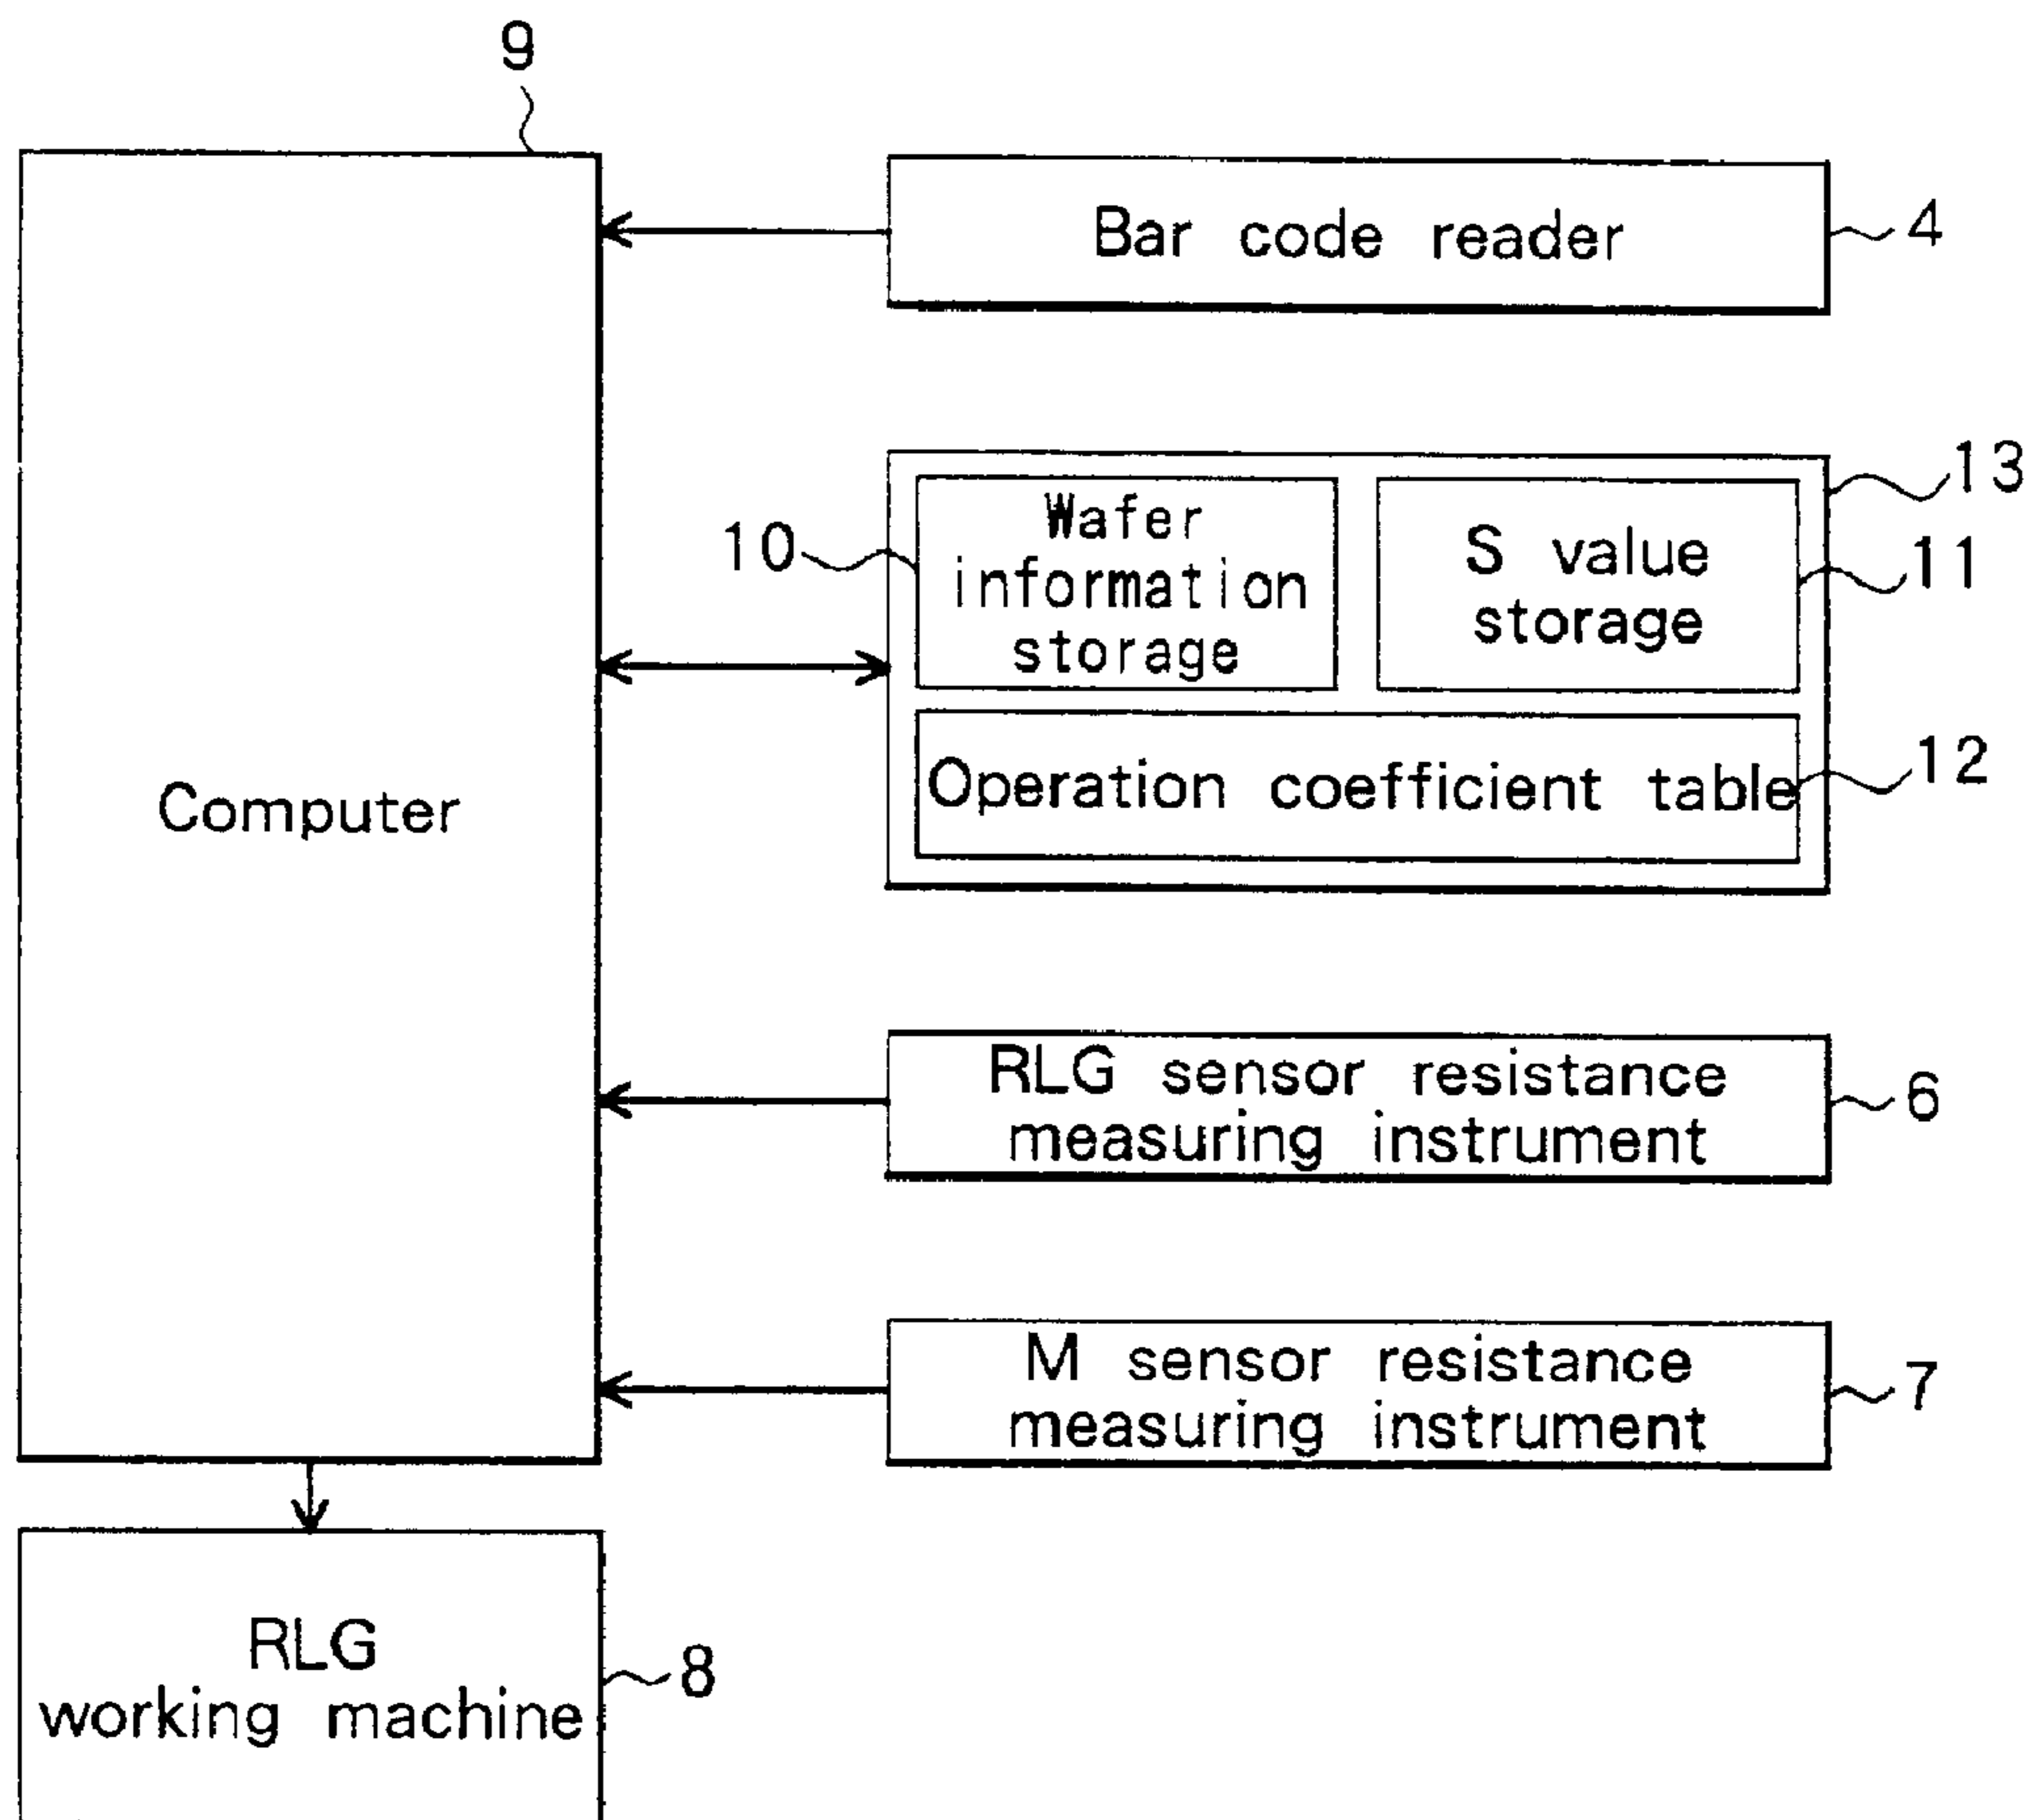 9
Bar code reader
4
13
Wafer
information
storage
10
S value
storage
11
Operation coefficient table
12
Computer
RLG sensor resistance
measuring instrument
6
M sensor resistance
measuring instrument
7
RLG
working machine
8